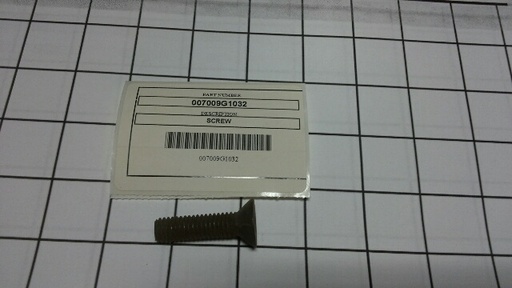 PART NUMBER
007009G1032
DESCRIPTION
SCREW
007009G1032